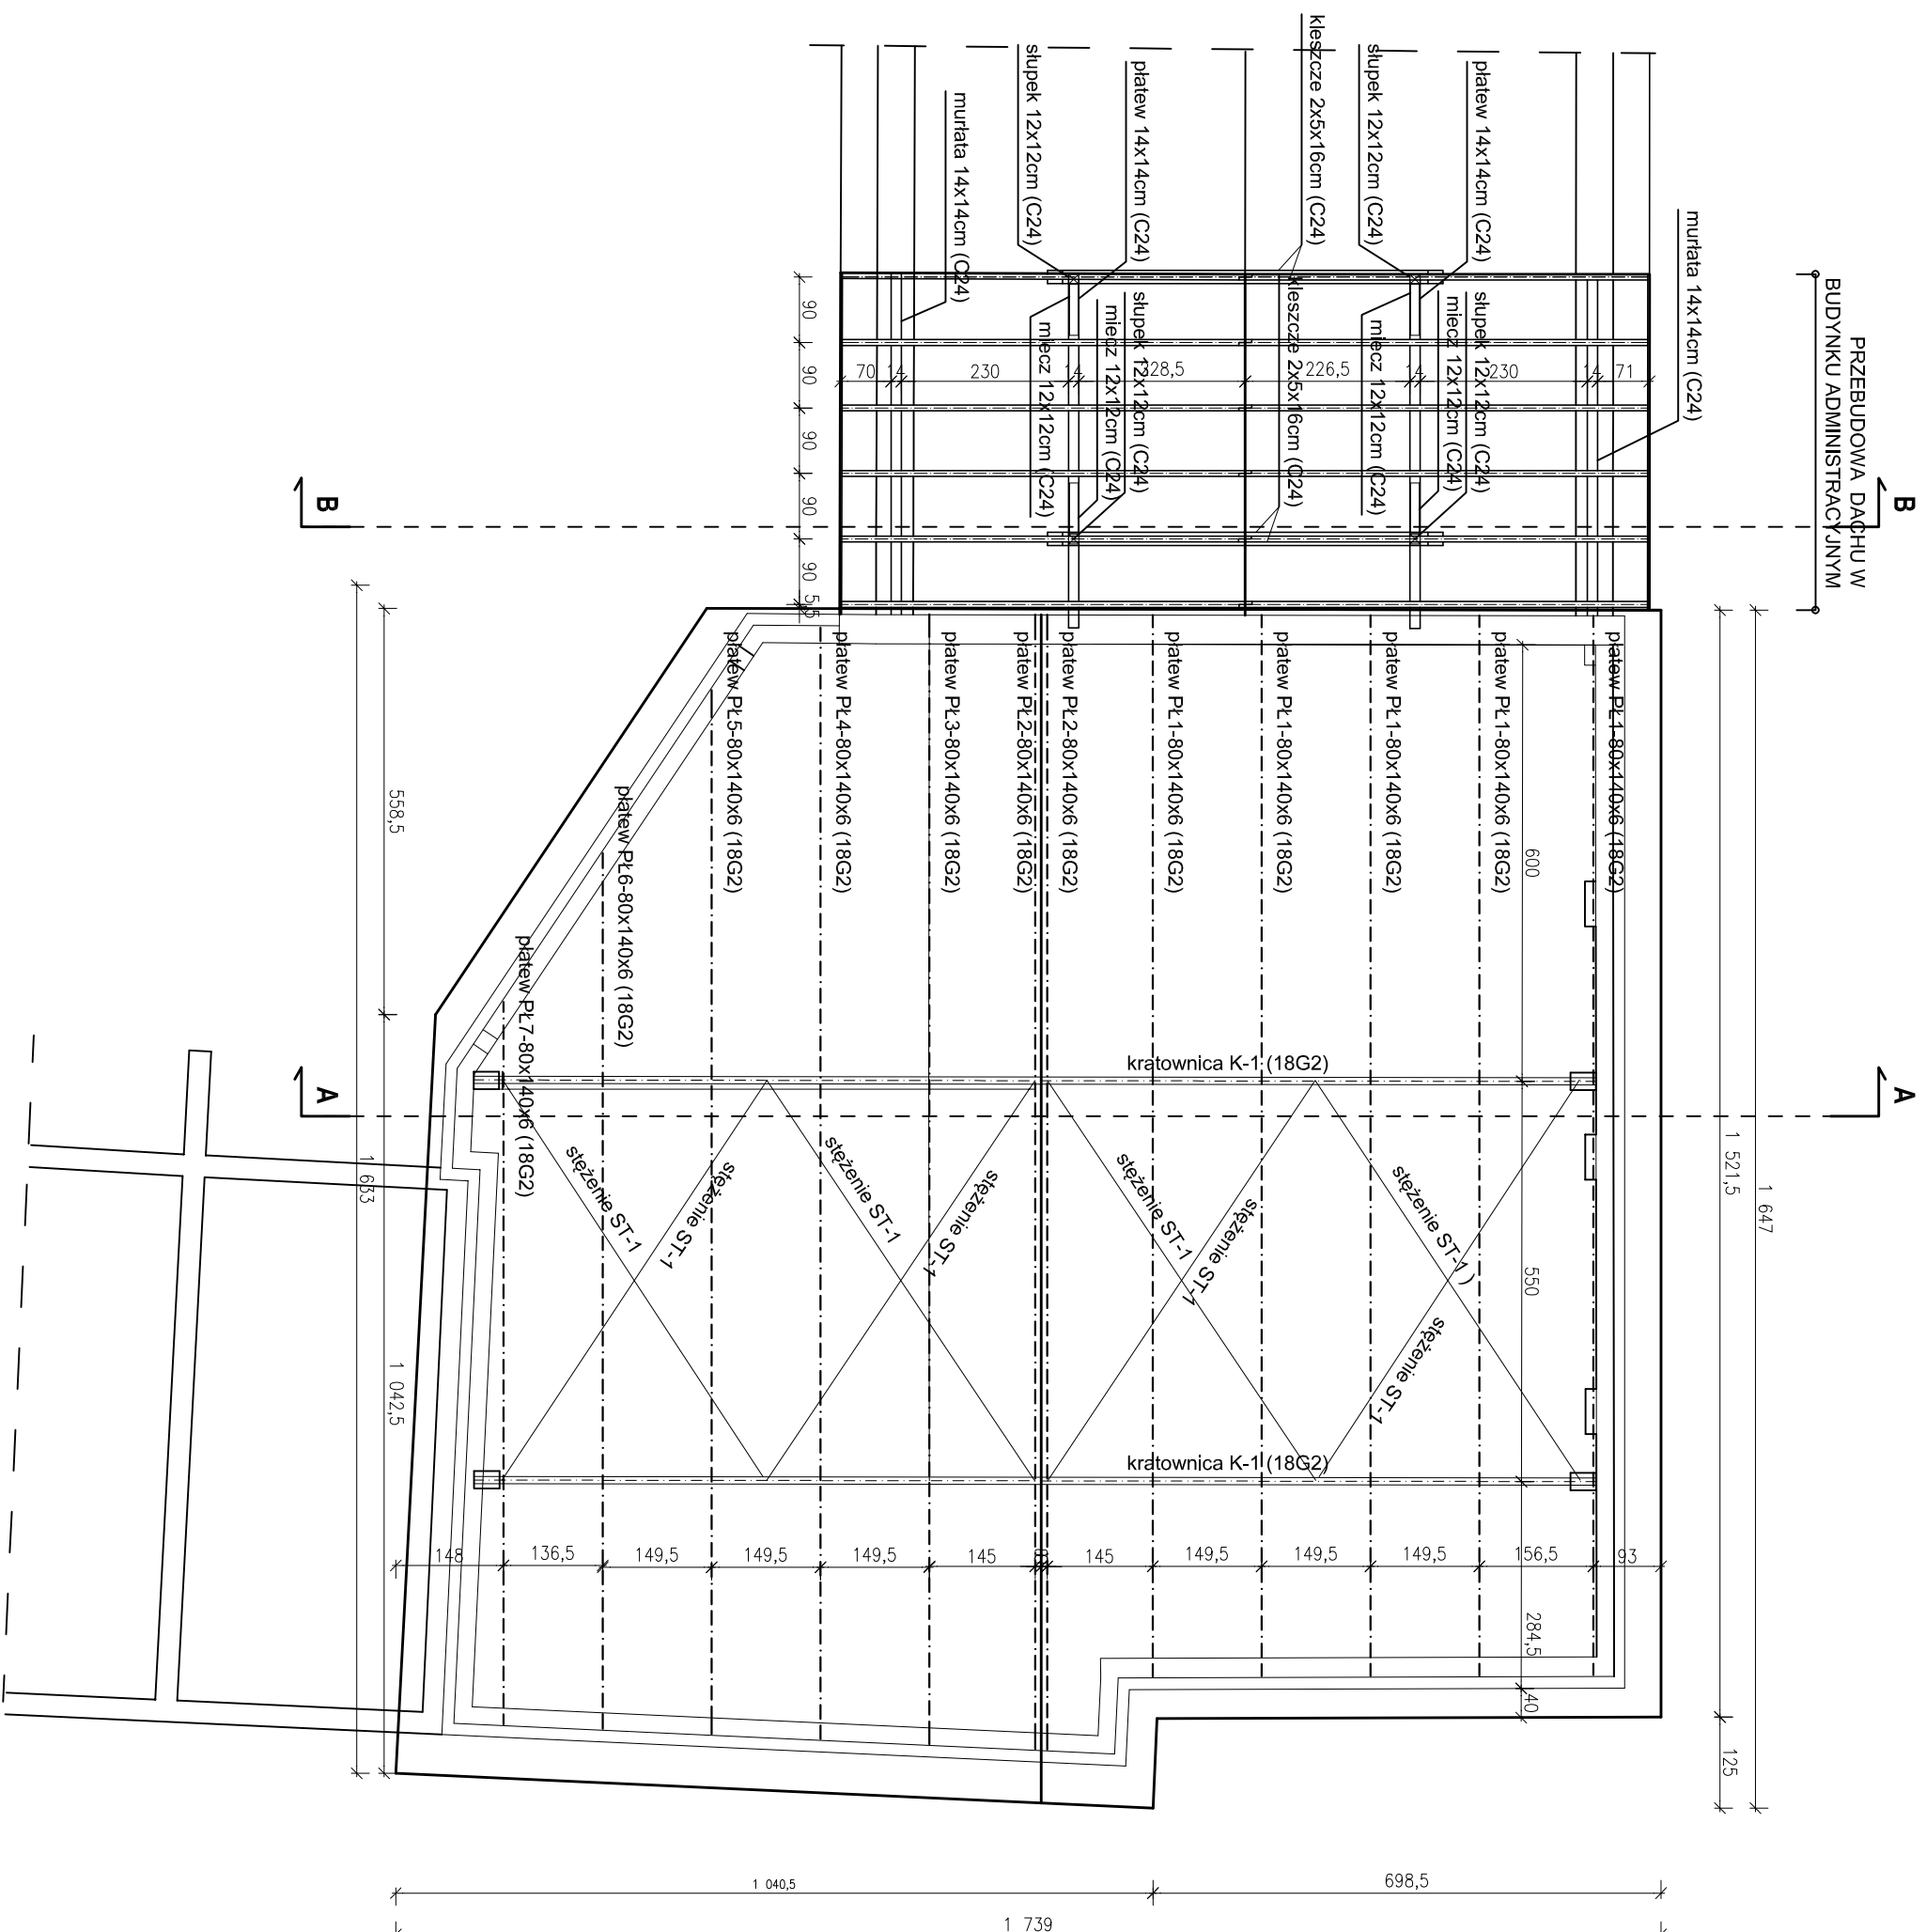 PRZEBUDOWA DACHU W
BUDYNKU ADMINISTRACYJNYM
murłata 14x14cm (C24)
płatew 14x14cm (C24)
słupek 12x12cm (C24)
kleszcze 2x5x16cm (C24)
płatew 14x14cm (C24)
słupek 12x12cm (C24)
murłata 14x14cm (C24)
słupek 12x12cm (C24)
miecz 12x12cm (C24)
miecz 12x12cm (C24)
kleszcze 2x5x16cm (C24)
słupek 12x12cm (C24)
miecz 12x12cm (C24)
miecz 12x12cm (C24)
90
90
90
90
90
5,5
70
14
230
14
228,5
226,5
14
230
14
71
B
B
A
A
płatew PŁ1-80x140x6 (18G2)
płatew PŁ1-80x140x6 (18G2)
płatew PŁ1-80x140x6 (18G2)
płatew PŁ1-80x140x6 (18G2)
płatew PŁ1-80x140x6 (18G2)
płatew PŁ2-80x140x6 (18G2)
płatew PŁ2-80x140x6 (18G2)
płatew PŁ3-80x140x6 (18G2)
płatew PŁ4-80x140x6 (18G2)
płatew PŁ5-80x140x6 (18G2)
płatew PŁ6-80x140x6 (18G2)
płatew PŁ7-80x140x6 (18G2)
kratownica K-1 (18G2)
kratownica K-1 (18G2)
stężenie ST-1
stężenie ST-1
stężenie ST-1
stężenie ST-1
stężenie ST-1
stężenie ST-1
stężenie ST-1 )
stężenie ST-1
600
550
284,5
40
148
136,5
149,5
149,5
149,5
145
145
149,5
149,5
149,5
156,5
93
558,5
1 042,5
1 633
1 521,5
125
1 647
1 040,5
698,5
1 739